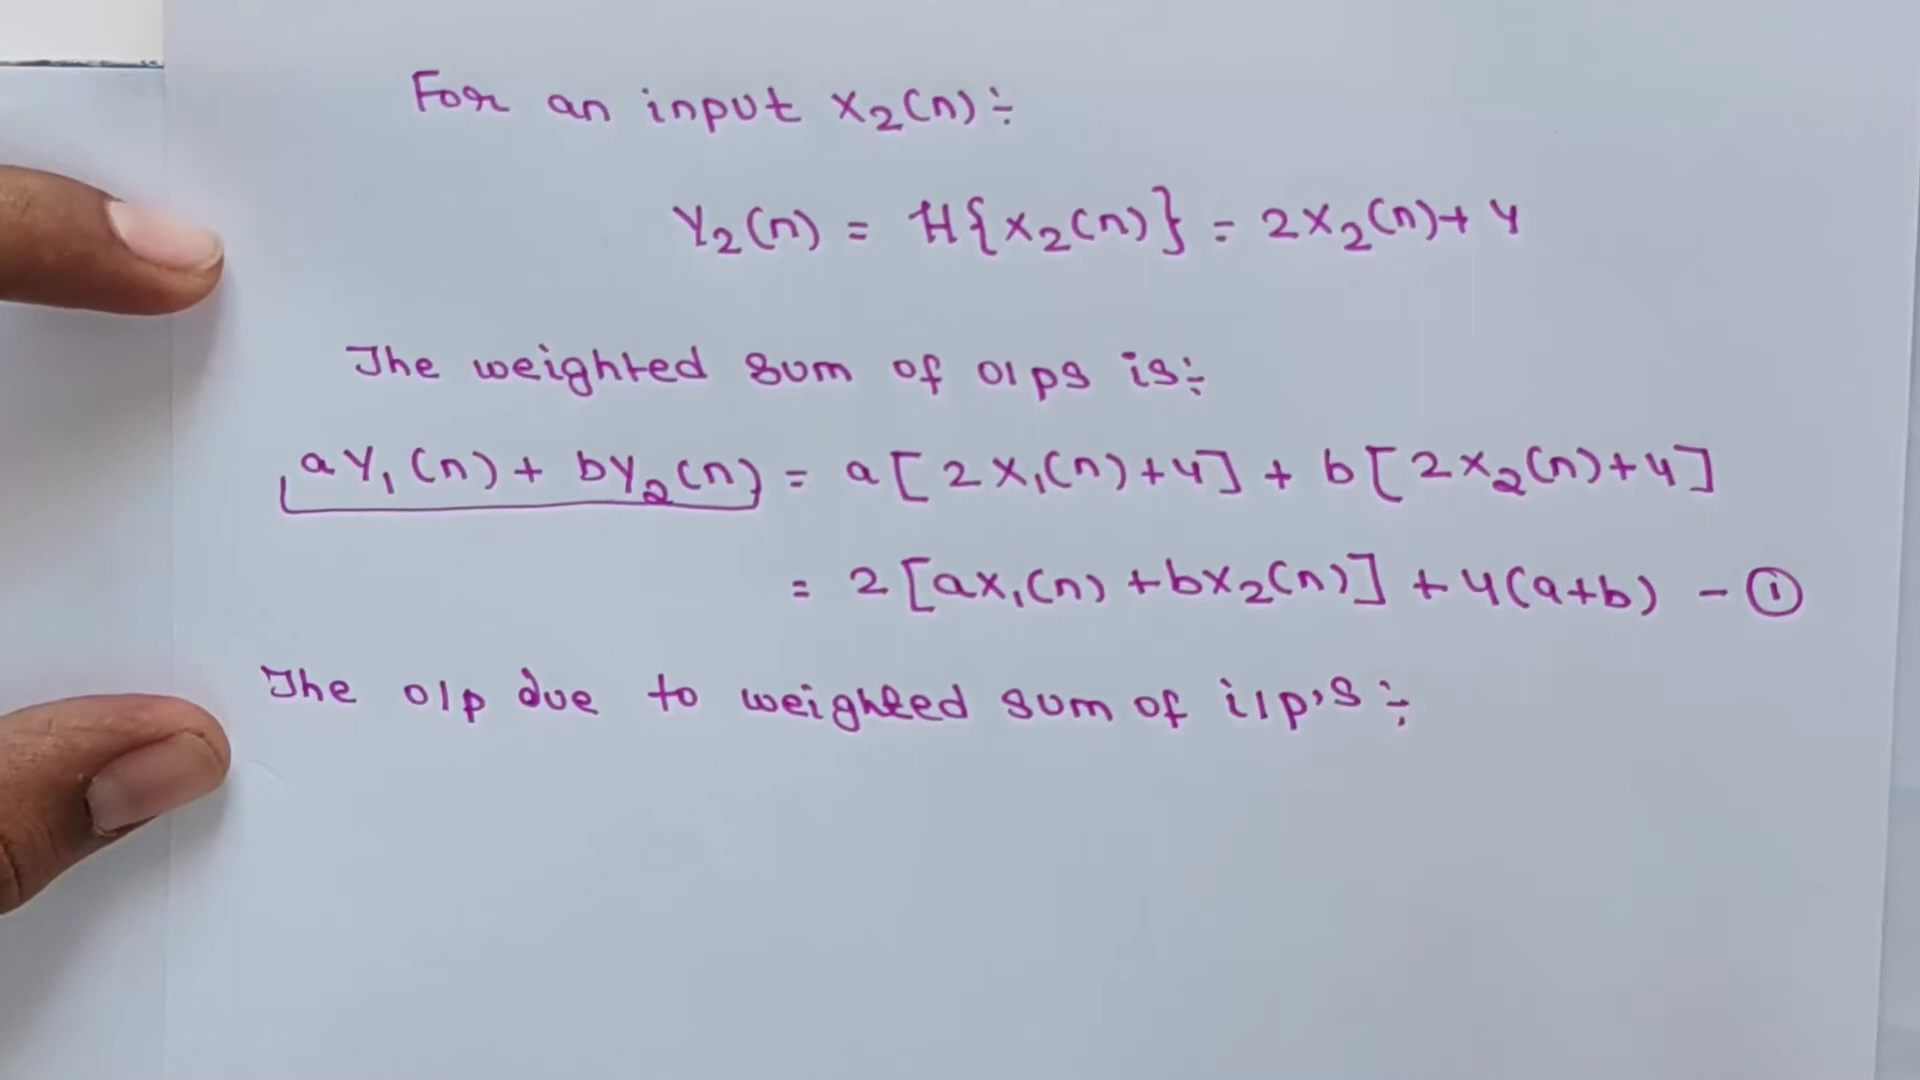 For an input x₂(n):-
Y₂(n) = H{x₂(n)} = 2x₂(n)+4
The weighted sum of o/ps is:-
aY₁(n) + bY₂(n) = a[2x₁(n)+4] + b[2x₂(n)+4]
= 2[ax₁(n) + bx₂(n)] + 4(a+b) - ①
The o/p due to weighted sum of i/p's:-